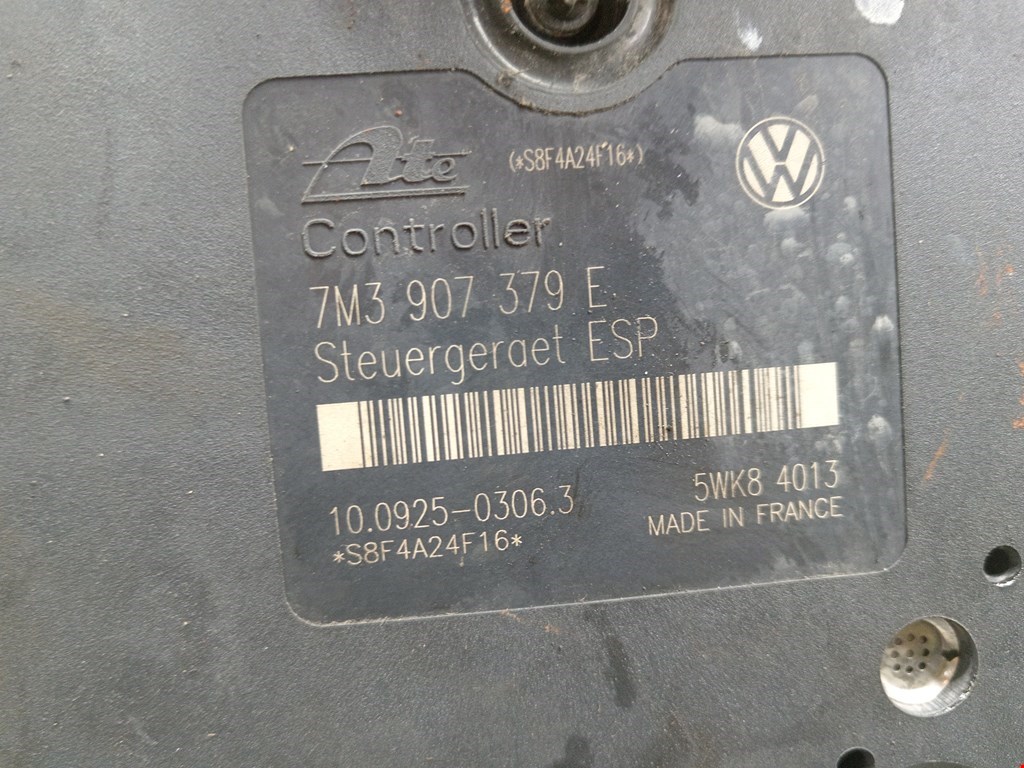 Ate (*S8F4A24F16*)
Controller
7M3 907 379 E
Steuergeraet ESP
10.0925-0306.3
5WK8 4013
*S8F4A24F16*
MADE IN FRANCE